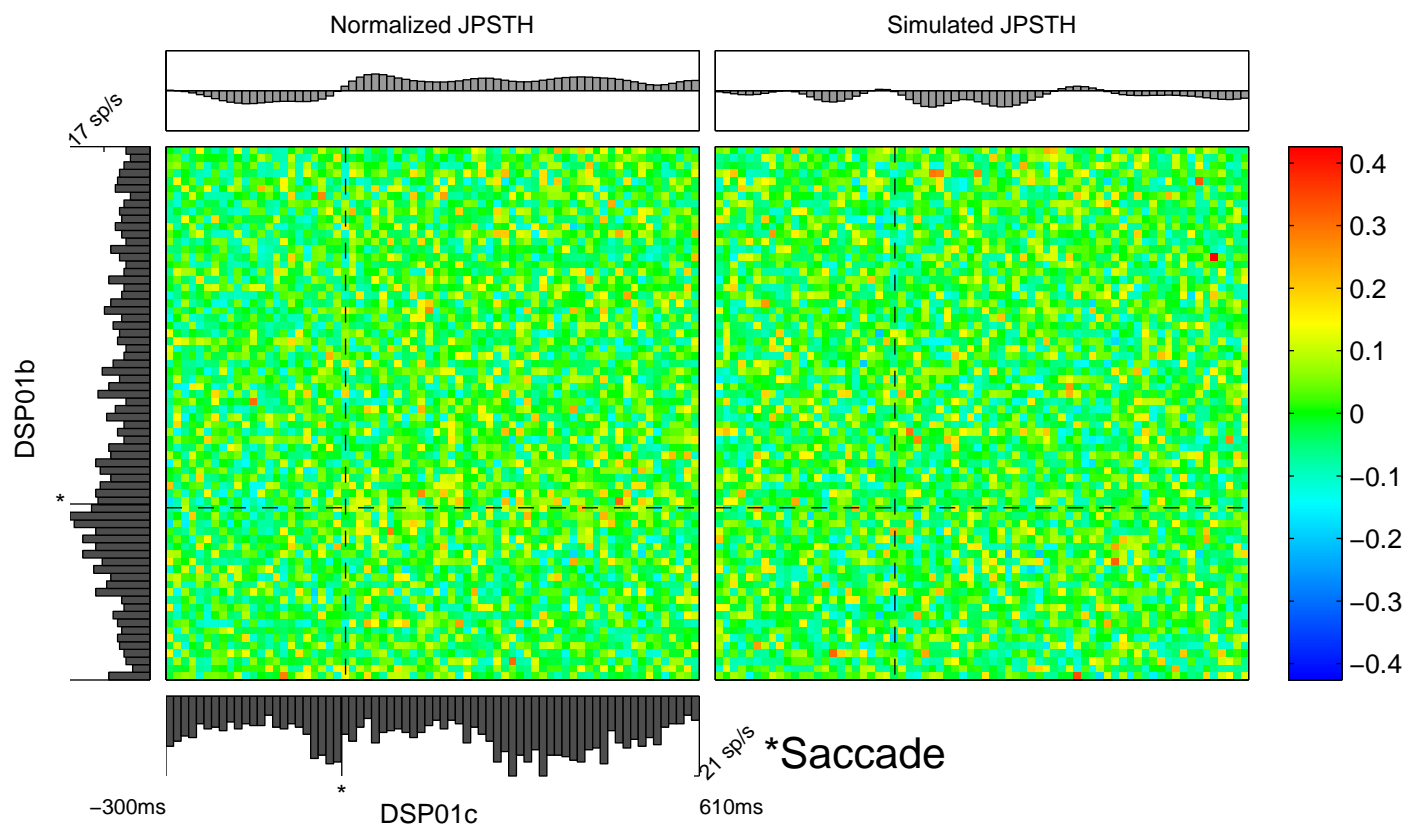 Normalized JPSTH
Simulated JPSTH
17 sp/s
DSP01b
*
0.4
0.3
0.2
0.1
0
−0.1
−0.2
−0.3
−0.4
21 sp/s
*Saccade
*
−300ms
DSP01c
610ms